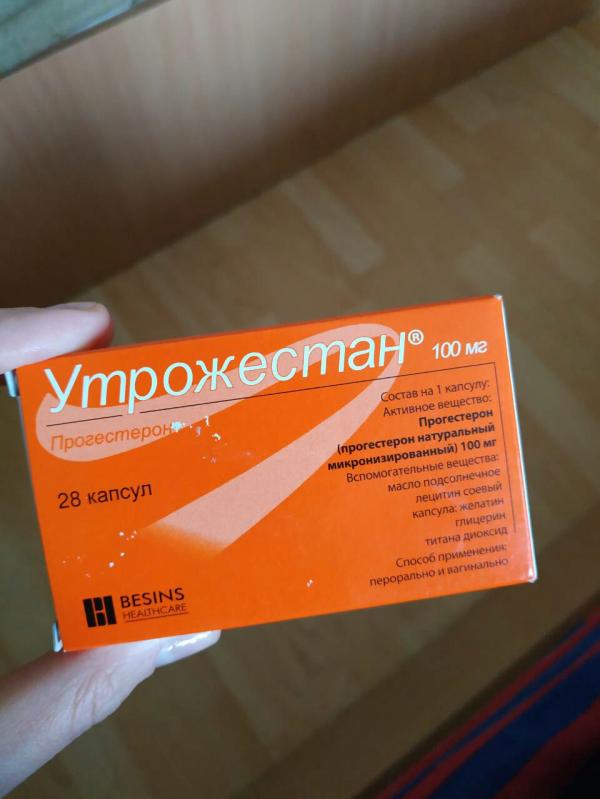 Утрожестан® 100 мг
Прогестерон
28 капсул
Состав на 1 капсулу:
Активное вещество:
Прогестерон
(прогестерон натуральный
микронизированный) 100 мг
Вспомогательные вещества:
масло подсолнечное
лецитин соевый
капсула: желатин
глицерин
титана диоксид
Способ применения:
перорально и вагинально
BESINS
HEALTHCARE